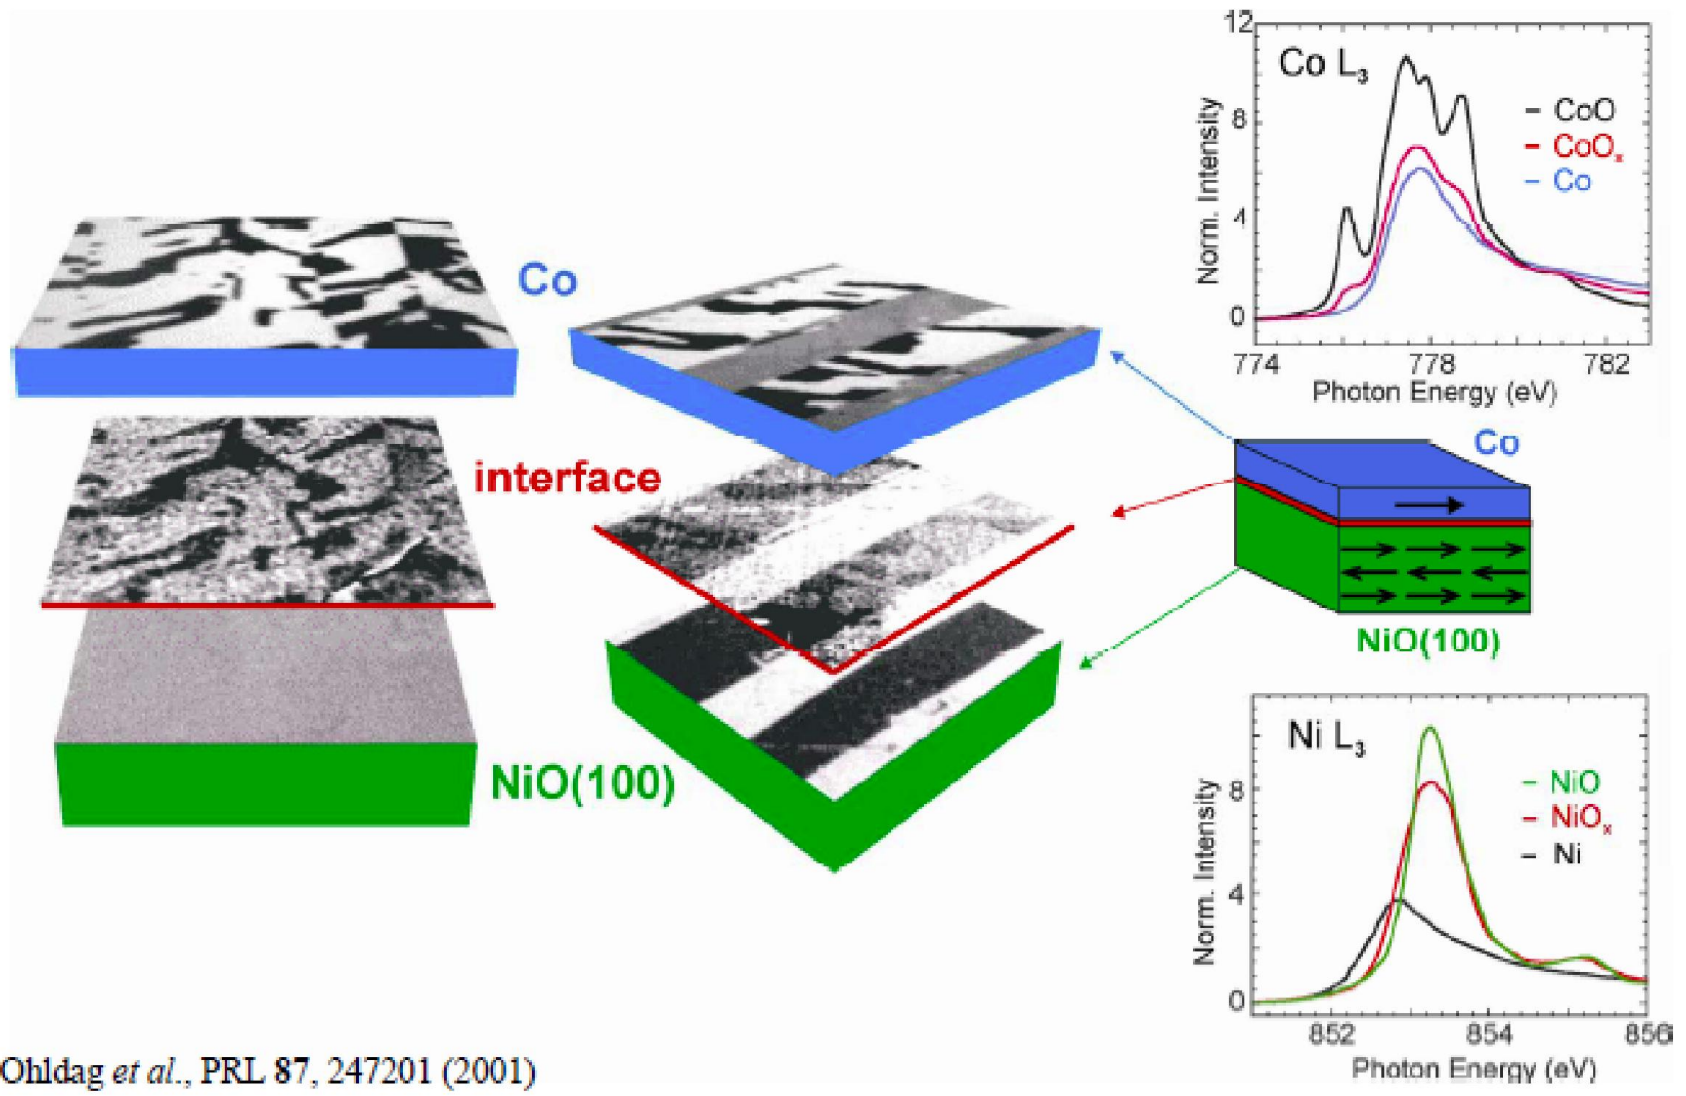 Co
interface
NiO(100)
12
8
4
0
Norm. Intensity
Co L₃
CoO
CoOₓ
Co
774
778
782
Photon Energy (eV)
Co
NiO(100)
8
4
0
Norm. Intensity
Ni L₃
NiO
NiOₓ
Ni
852
854
856
Photon Energy (eV)
Ohldag et al., PRL 87, 247201 (2001)